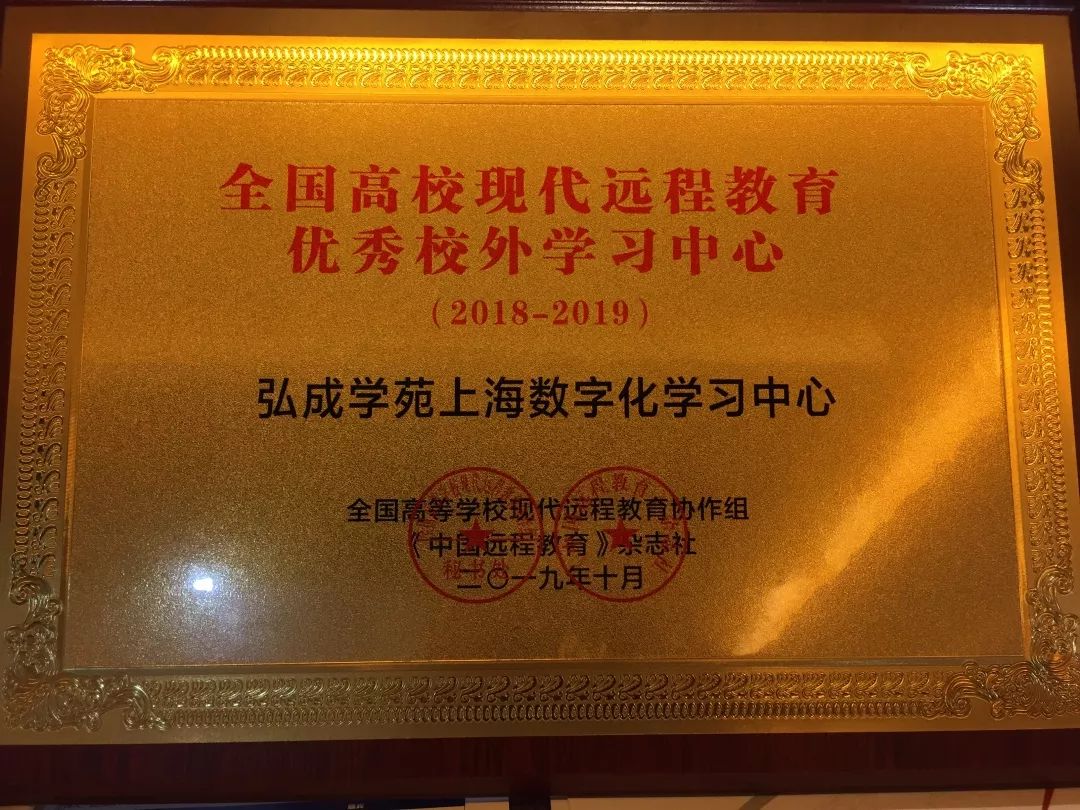 全国高校现代远程教育
优秀校外学习中心
（2018-2019）
弘成学苑上海数字化学习中心
全国高等学校现代远程教育协作组
《中国远程教育》杂志社
二〇一九年十月
秘书处